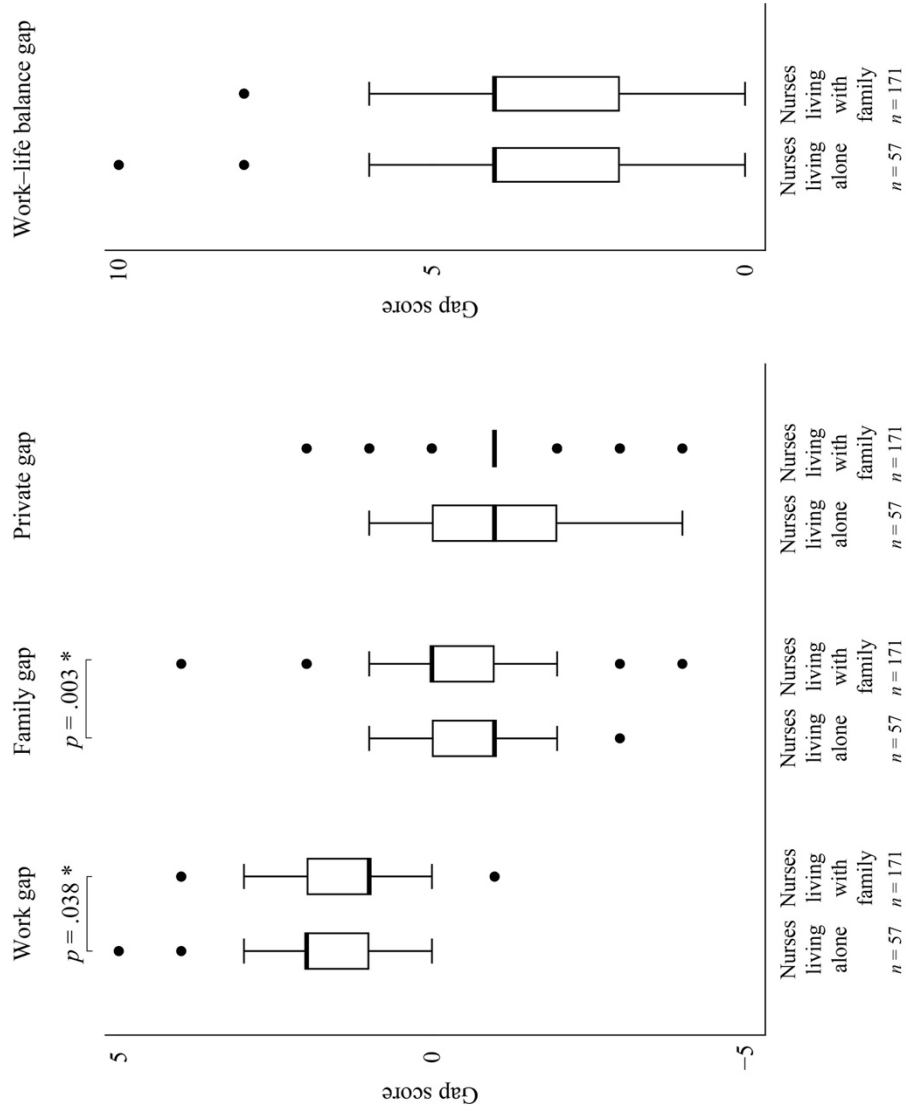 Work gap
p = .038 *
Family gap
p = .003 *
Private gap
Gap score
5
0
−5
Nurses
living
alone
n = 57
Nurses
living
with
family
n = 171
Nurses
living
alone
n = 57
Nurses
living
with
family
n = 171
Nurses
living
alone
n = 57
Nurses
living
with
family
n = 171
Work−life balance gap
Gap score
10
5
0
Nurses
living
alone
n = 57
Nurses
living
with
family
n = 171